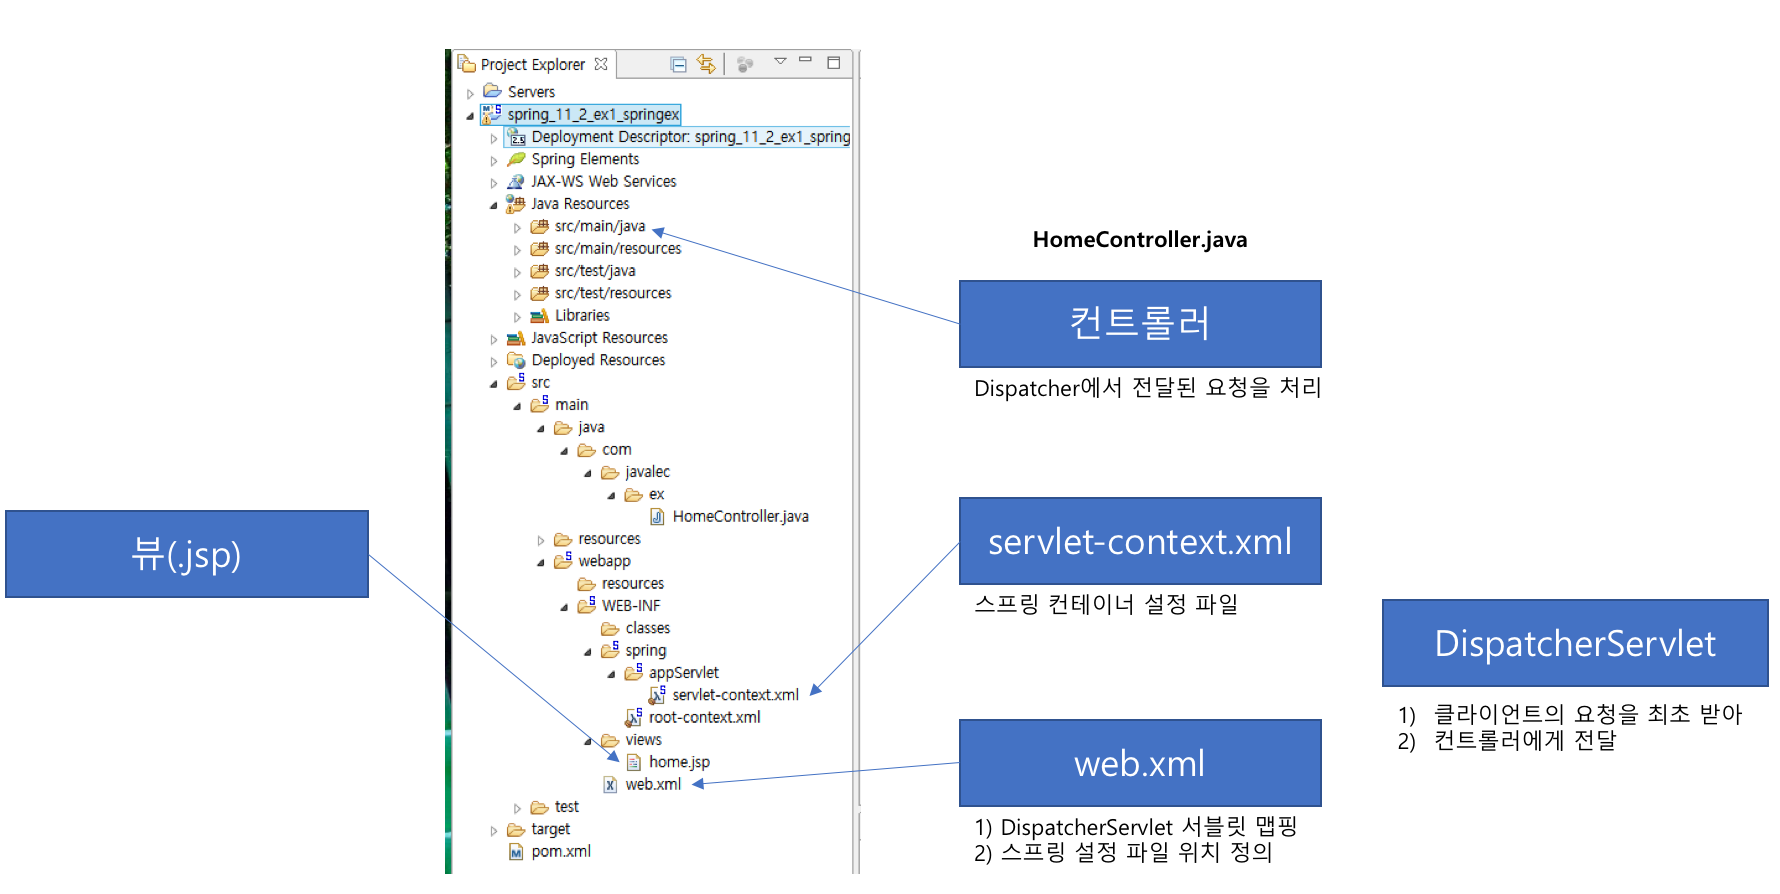 Project Explorer
Servers
spring_11_2_ex1_springex
Deployment Descriptor: spring_11_2_ex1_spring
Spring Elements
JAX-WS Web Services
Java Resources
src/main/java
src/main/resources
src/test/java
src/test/resources
Libraries
JavaScript Resources
Deployed Resources
src
main
java
com
javalec
ex
HomeController.java
resources
webapp
resources
WEB-INF
classes
spring
appServlet
servlet-context.xml
root-context.xml
views
home.jsp
web.xml
test
target
pom.xml
뷰(.jsp)
HomeController.java
컨트롤러
Dispatcher에서 전달된 요청을 처리
servlet-context.xml
스프링 컨테이너 설정 파일
web.xml
1) DispatcherServlet 서블릿 맵핑
2) 스프링 설정 파일 위치 정의
DispatcherServlet
1) 클라이언트의 요청을 최초 받아
2) 컨트롤러에게 전달